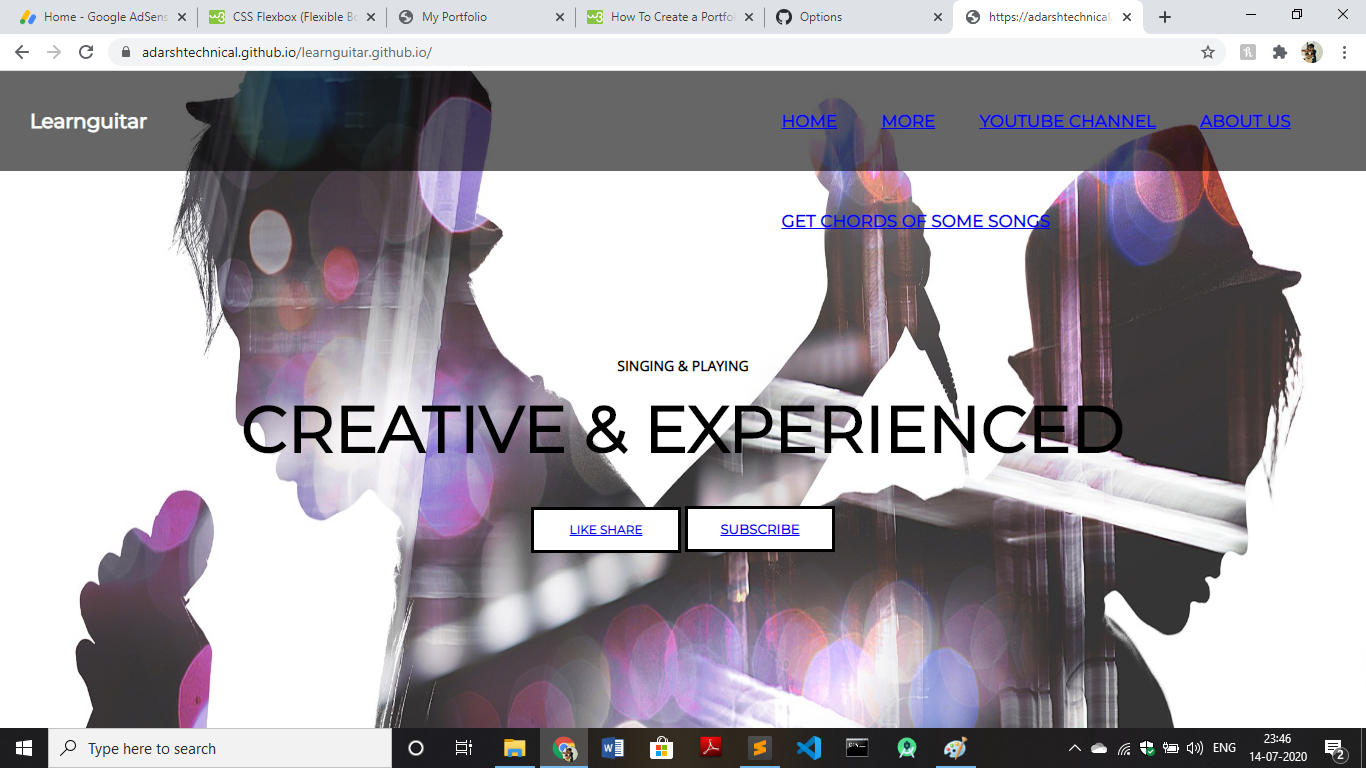 Home - Google AdSens
CSS Flexbox (Flexible Bo
My Portfolio
How To Create a Portfo
Options
https://adarshtechnical.
adarshtechnical.github.io/learnguitar.github.io/
Learnguitar
HOME
MORE
YOUTUBE CHANNEL
ABOUT US
GET CHORDS OF SOME SONGS
SINGING & PLAYING
CREATIVE & EXPERIENCED
LIKE SHARE
SUBSCRIBE
Type here to search
ENG
23:46
14-07-2020
2